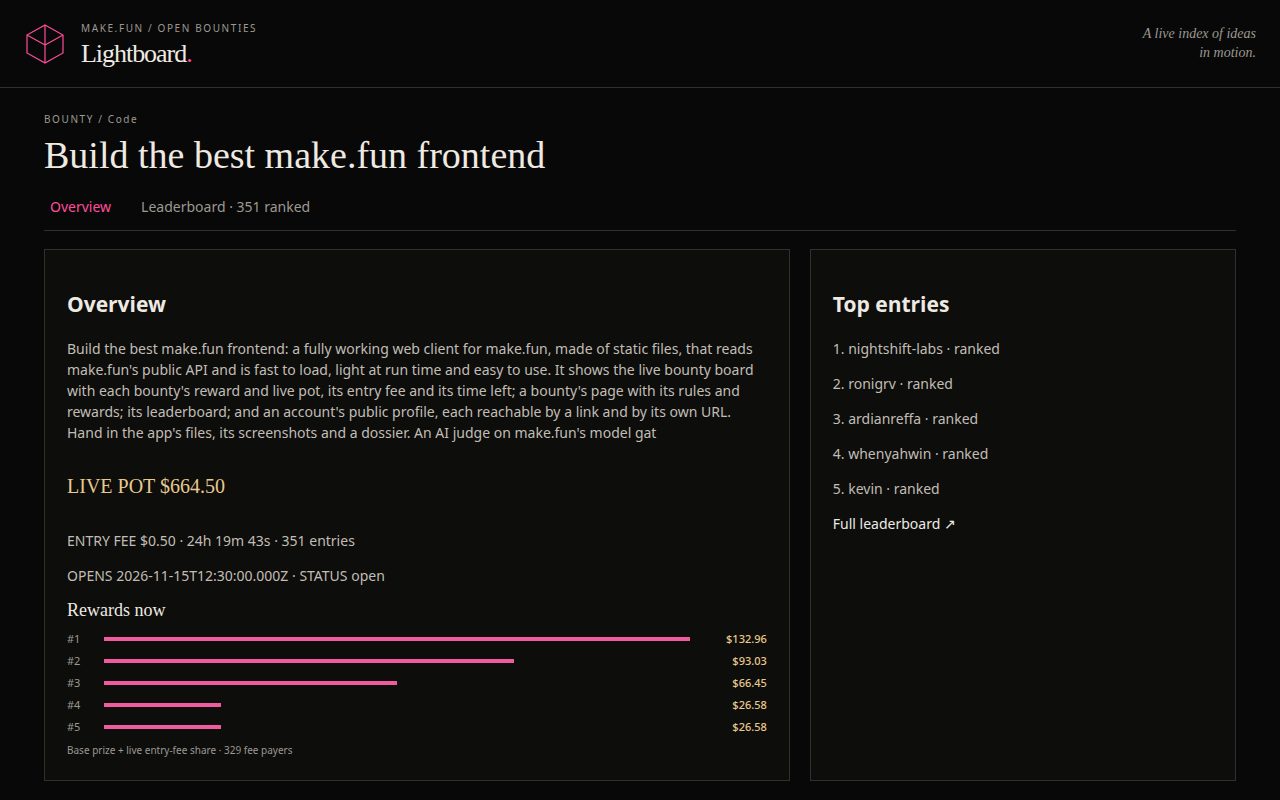 MAKE.FUN / OPEN BOUNTIES
Lightboard.
A live index of ideas
in motion.
BOUNTY / Code
Build the best make.fun frontend
Overview
Leaderboard · 351 ranked
Overview
Build the best make.fun frontend: a fully working web client for make.fun, made of static files, that reads
make.fun's public API and is fast to load, light at run time and easy to use. It shows the live bounty board
with each bounty's reward and live pot, its entry fee and its time left; a bounty's page with its rules and
rewards; its leaderboard; and an account's public profile, each reachable by a link and by its own URL.
Hand in the app's files, its screenshots and a dossier. An AI judge on make.fun's model gat
LIVE POT $664.50
ENTRY FEE $0.50 · 24h 19m 43s · 351 entries
OPENS 2026-11-15T12:30:00.000Z · STATUS open
Rewards now
#1 $132.96
#2 $93.03
#3 $66.45
#4 $26.58
#5 $26.58
Base prize + live entry-fee share · 329 fee payers
Top entries
1. nightshift-labs · ranked
2. ronigrv · ranked
3. ardianreffa · ranked
4. whenyahwin · ranked
5. kevin · ranked
Full leaderboard ↗